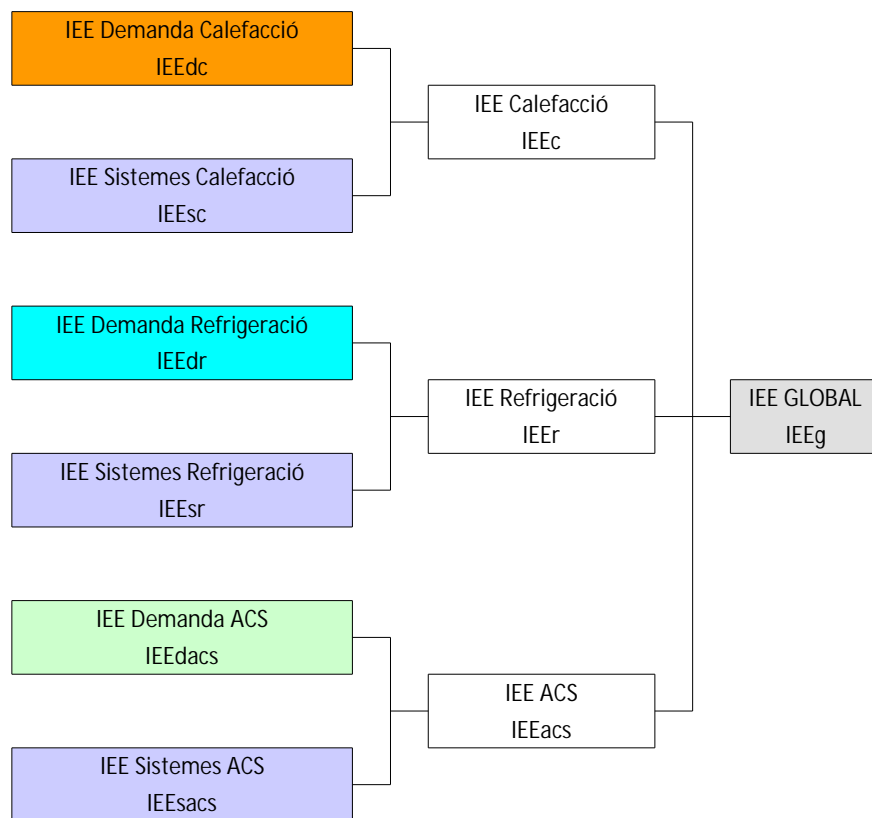 IEE Demanda Calefacció
IEEdc
IEE Calefacció
IEEc
IEE Sistemes Calefacció
IEEsc
IEE Demanda Refrigeració
IEEdr
IEE Refrigeració
IEEr
IEE GLOBAL
IEEg
IEE Sistemes Refrigeració
IEEsr
IEE Demanda ACS
IEEdacs
IEE ACS
IEEacs
IEE Sistemes ACS
IEEsacs